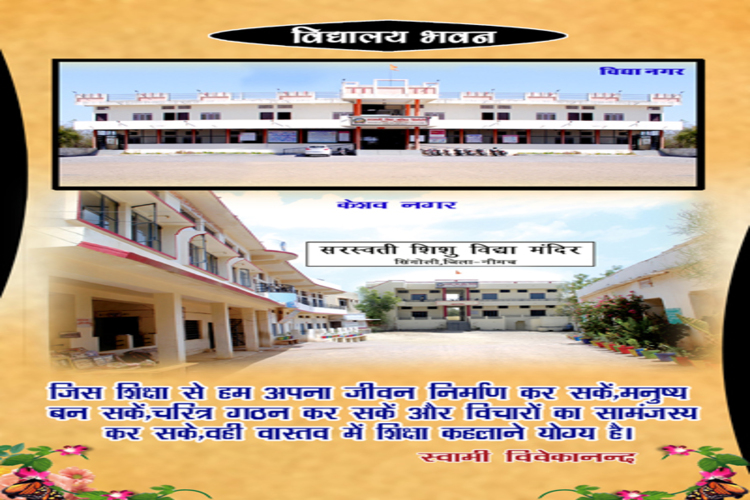 विद्यालय भवन
विद्या नगर
केशव नगर
सरस्वती शिशु विद्या मंदिर
सिंगोली,जिला-नीमच
जिस शिक्षा से हम अपना जीवन निर्माण कर सकें,मनुष्य
बन सकें,चरित्र गठन कर सकें और विचारों का सामंजस्य
कर सके,वही वास्तव में शिक्षा कहलाने योग्य है।
स्वामी विवेकानन्द